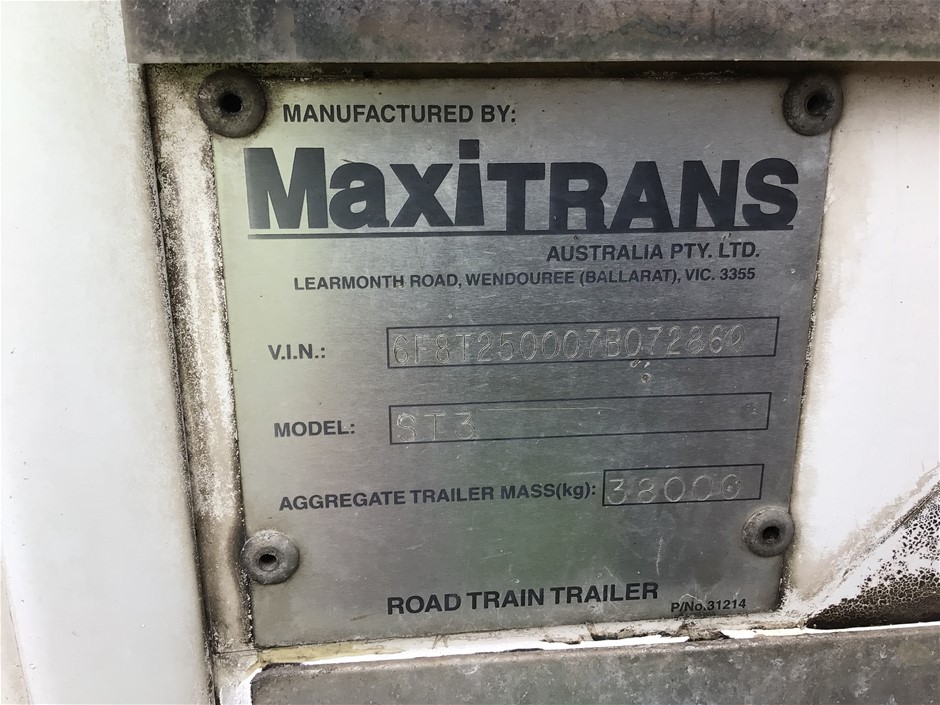 MANUFACTURED BY:
MaxiTRANS
AUSTRALIA PTY. LTD.
LEARMONTH ROAD, WENDOUREE (BALLARAT), VIC. 3355
V.I.N.: 6F8T250007B072860
MODEL: ST3
AGGREGATE TRAILER MASS(kg): 38000
ROAD TRAIN TRAILER
P/No.31214